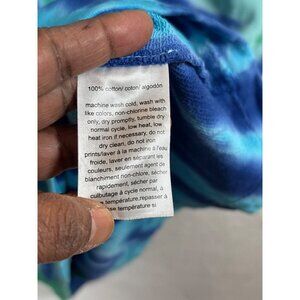 100% cotton/ coton/ algodón
machine wash cold, wash with
like colors, non-chlorine bleach
only, dry promptly, tumble dry
normal cycle, low heat, low
heat iron if necessary, do not
dry clean, do not iron
prints/laver à la machine à l'eau
froide, laver en séparant les
couleurs, seulement agent de
blanchiment non-chlore, sécher
rapidement, sécher par
culbutage à cycle normal, à
température, repasser à
sse température si